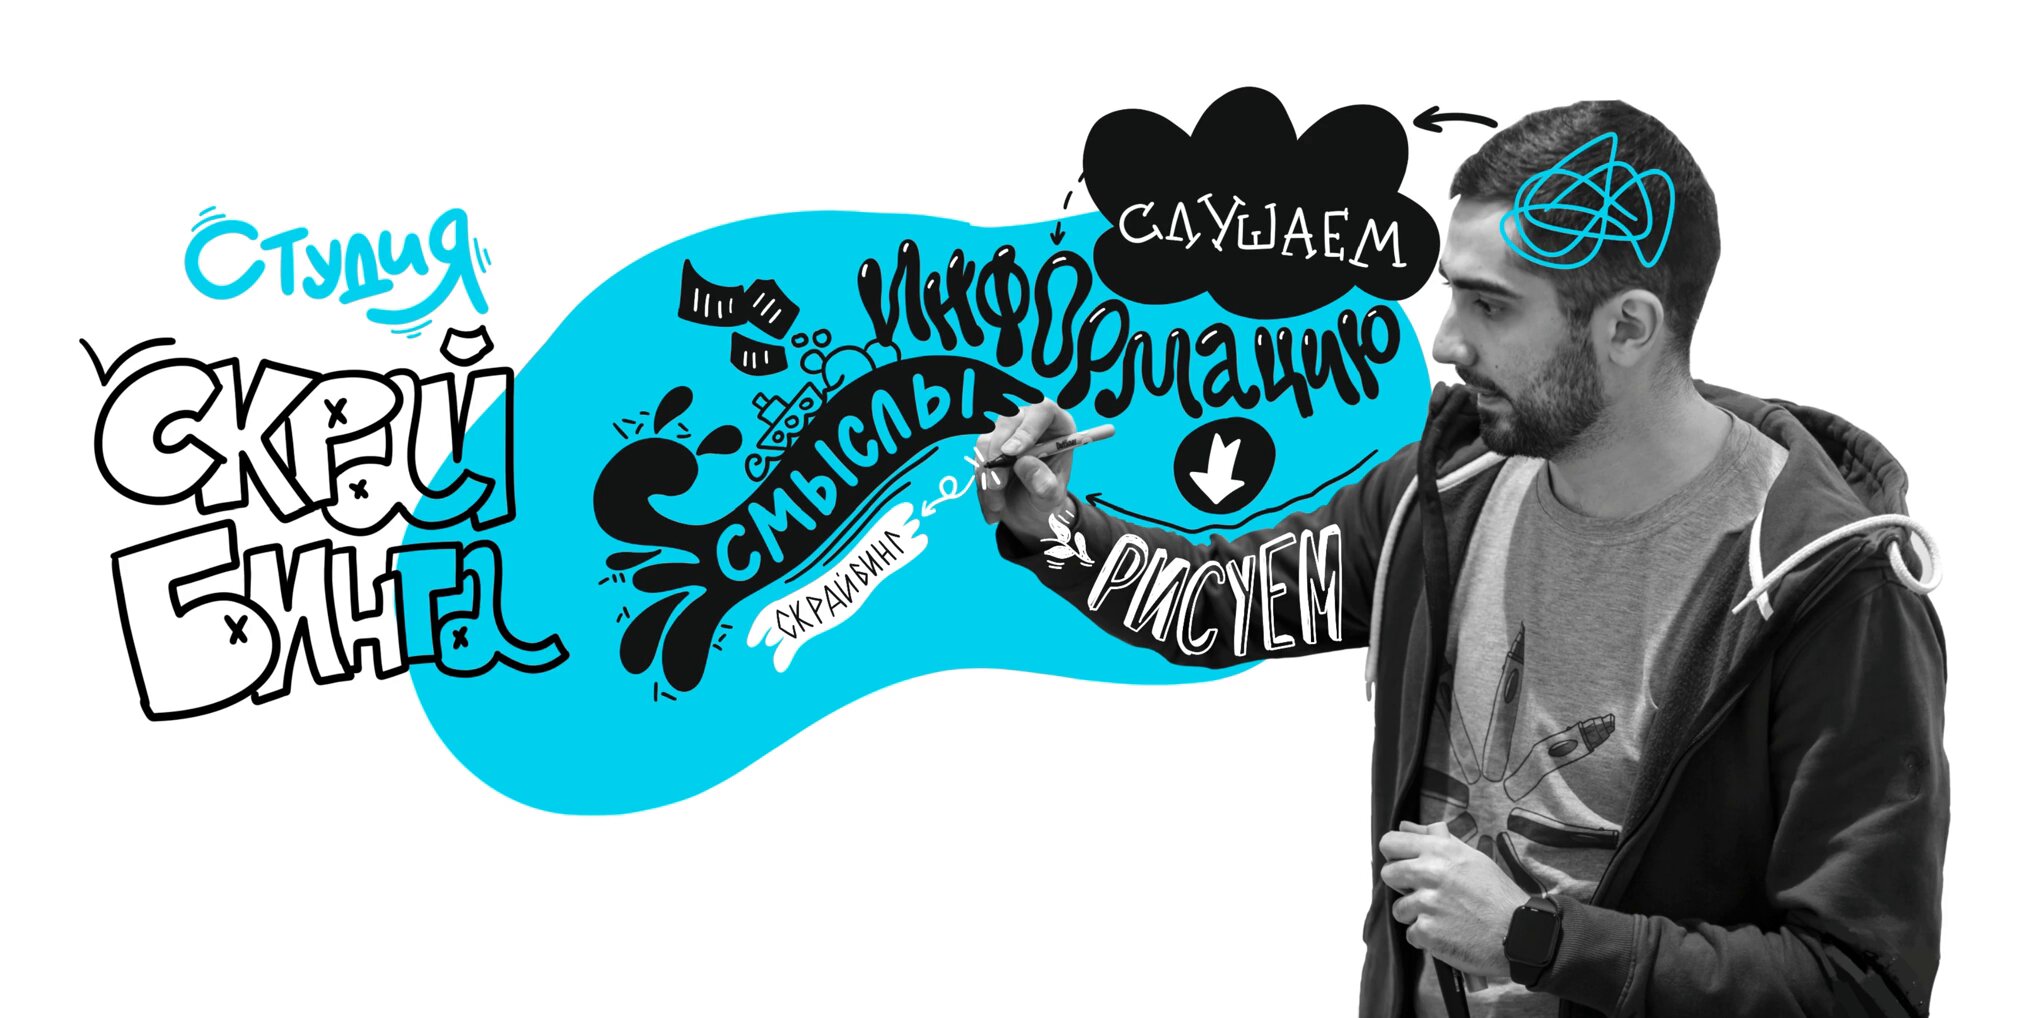 Студия
СКРАЙ
БИНГА
СЛУШАЕМ
ИНФОРМАЦИЮ
СМЫСЛЫ
СКРАЙБИНГ
РИСУЕМ